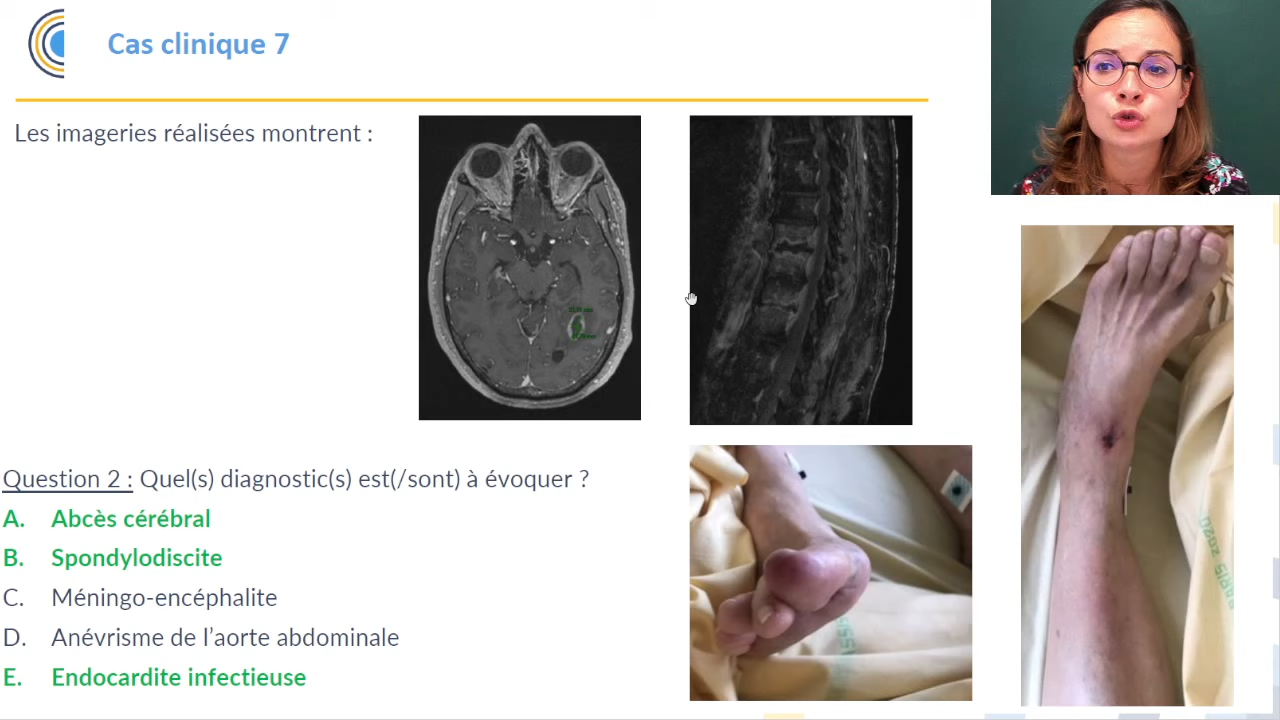 Cas clinique 7
Les imageries réalisées montrent :
Question 2 : Quel(s) diagnostic(s) est(/sont) à évoquer ?
A. Abcès cérébral
B. Spondylodiscite
C. Méningo-encéphalite
D. Anévrisme de l'aorte abdominale
E. Endocardite infectieuse